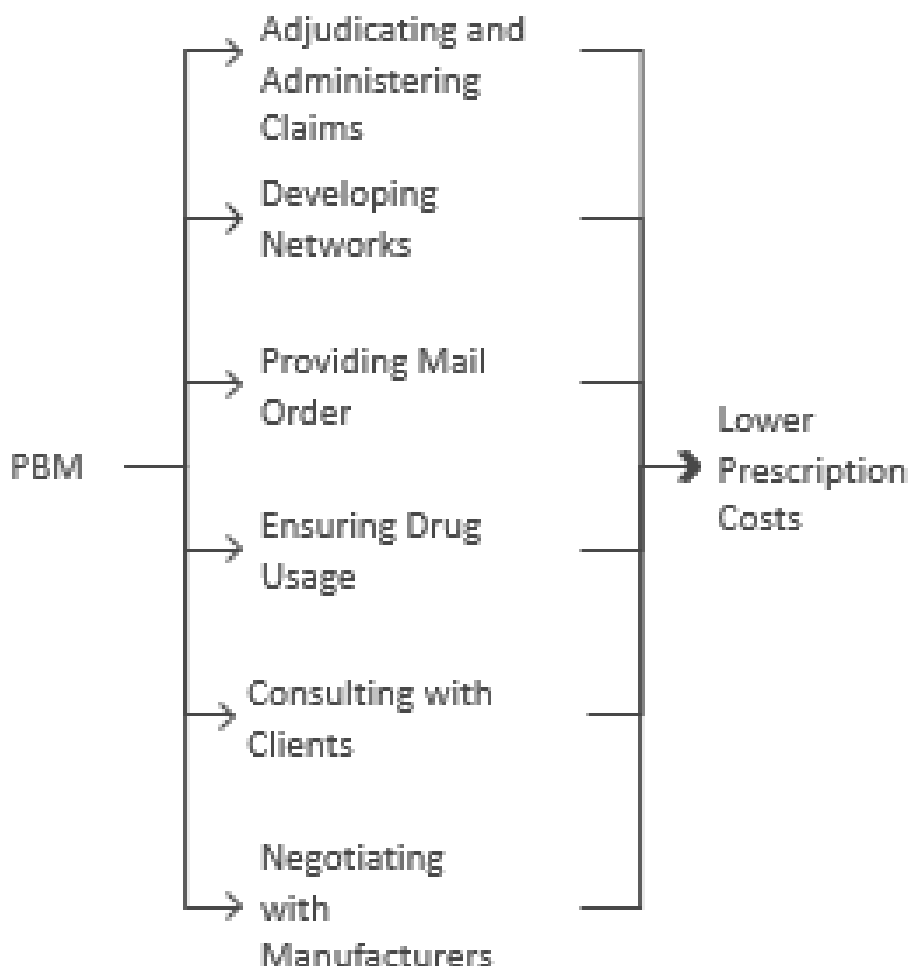 Adjudicating and
Administering
Claims
Developing
Networks
Providing Mail
Order
PBM
Lower
Prescription
Costs
Ensuring Drug
Usage
Consulting with
Clients
Negotiating
with
Manufacturers